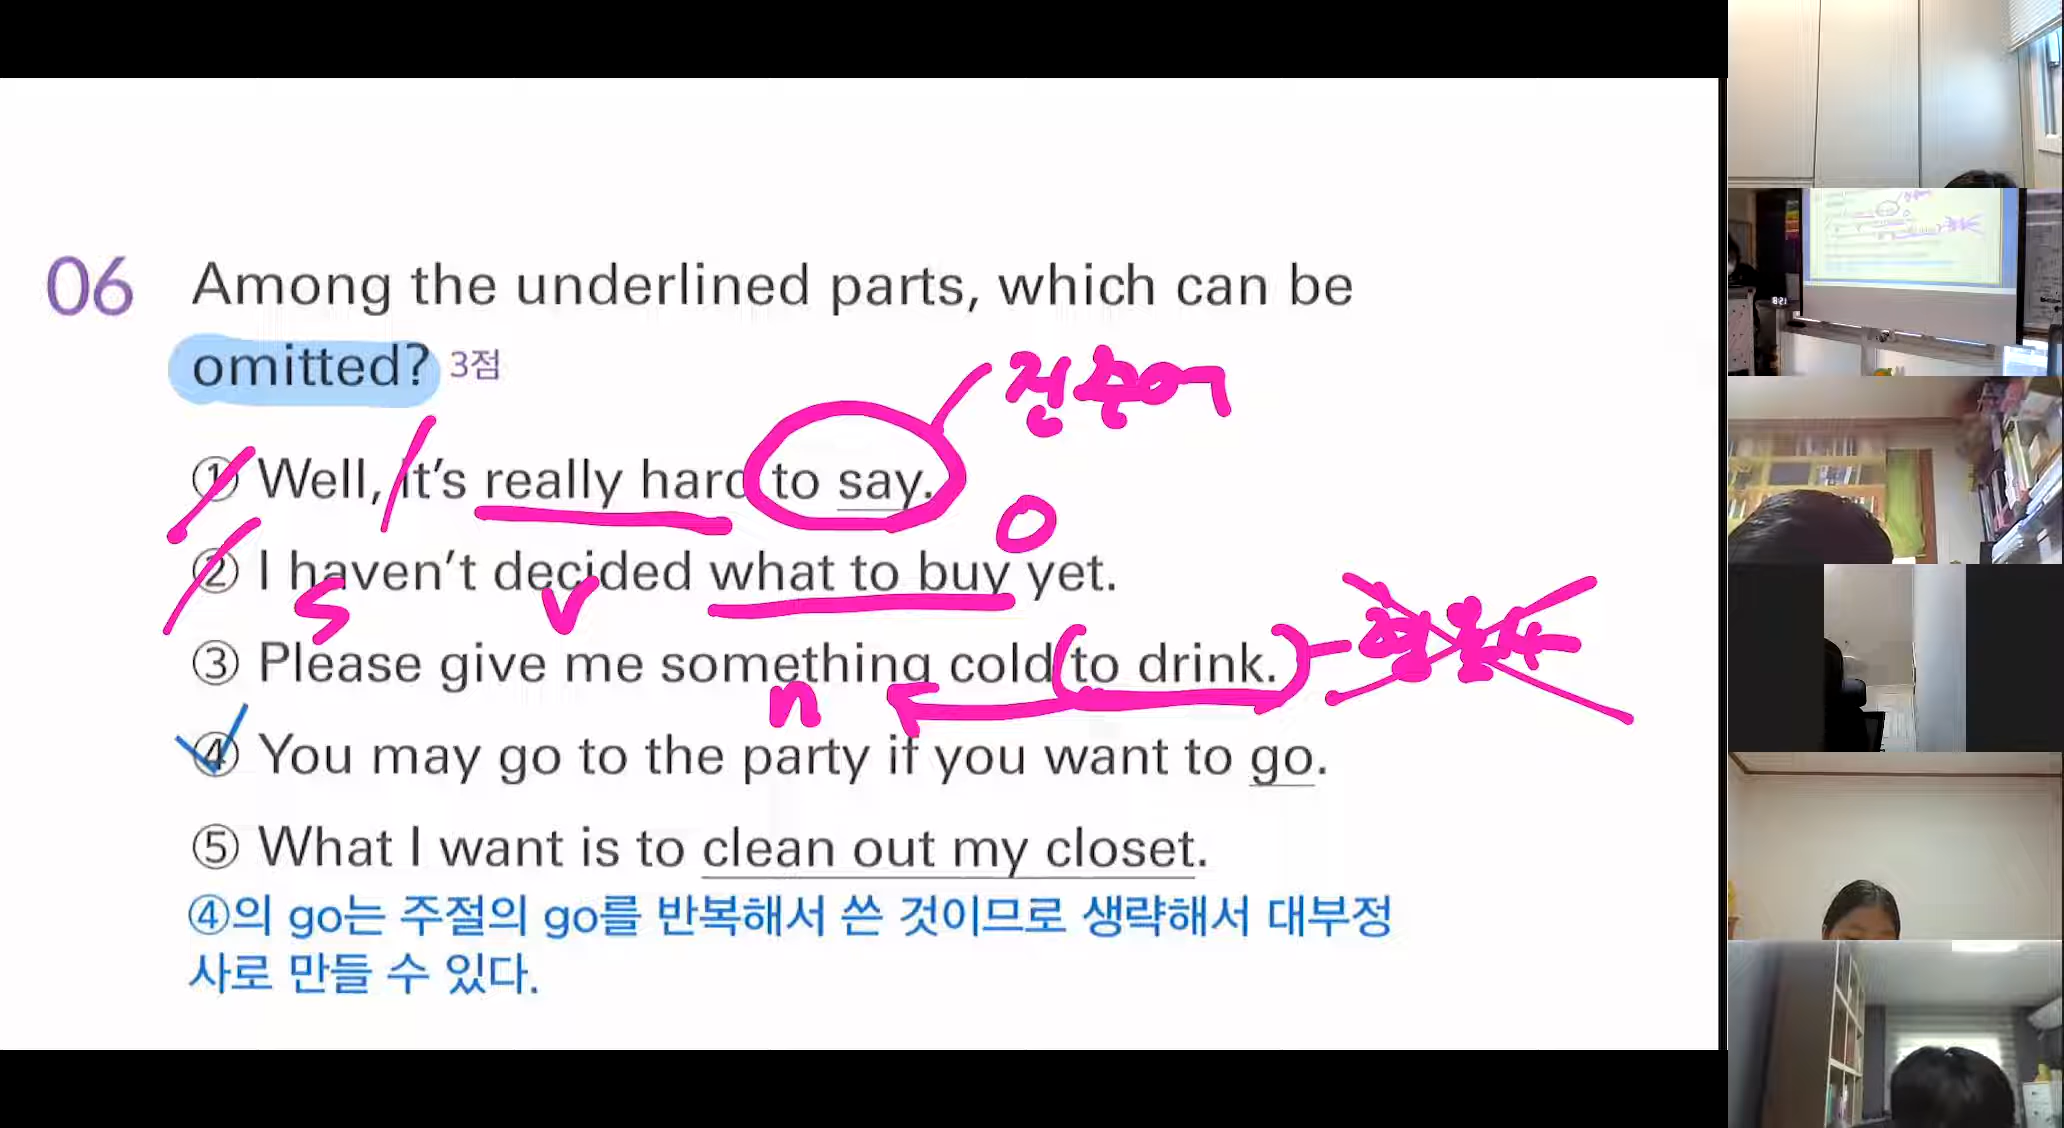 06 Among the underlined parts, which can be
omitted? 3점
진주어
① Well, it's really hard to say.
O
② I haven't decided what to buy yet.
S V
③ Please give me something cold (to drink.) 형용사
n
④ You may go to the party if you want to go.
⑤ What I want is to clean out my closet.
④의 go는 주절의 go를 반복해서 쓴 것이므로 생략해서 대부정
사로 만들 수 있다.